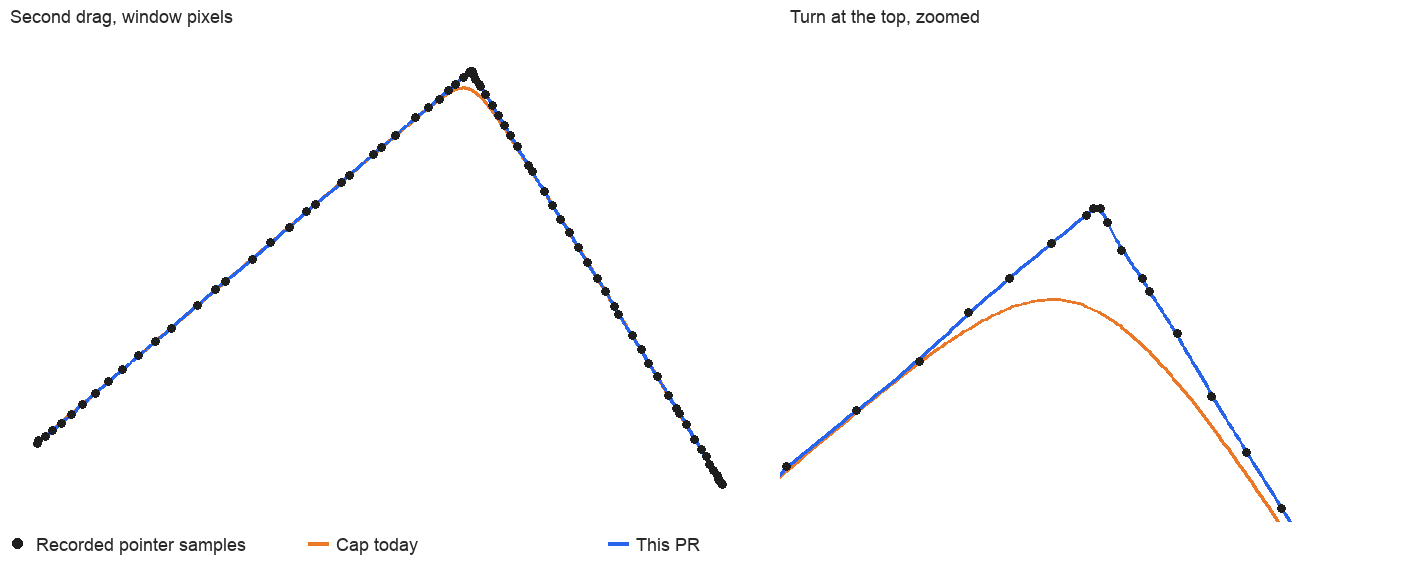 Second drag, window pixels
Turn at the top, zoomed
Recorded pointer samples
Cap today
This PR